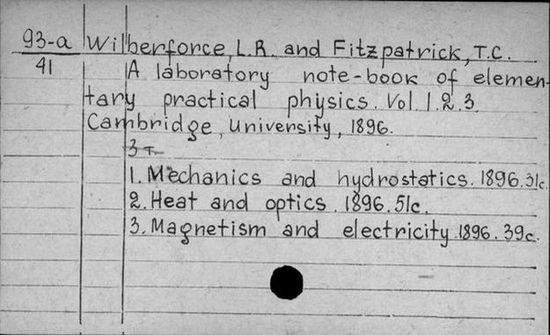 93-a Wilberforce, L.R. and Fitzpatrick, T.C.
41 A laboratory note-book of elemen-
tary practical physics. Vol. 1.2.3.
Cambridge, University, 1896.
3 т.
1. Mechanics and hydrostatics. 1896. 31c.
2. Heat and optics. 1896. 51c.
3. Magnetism and electricity. 1896. 39c.